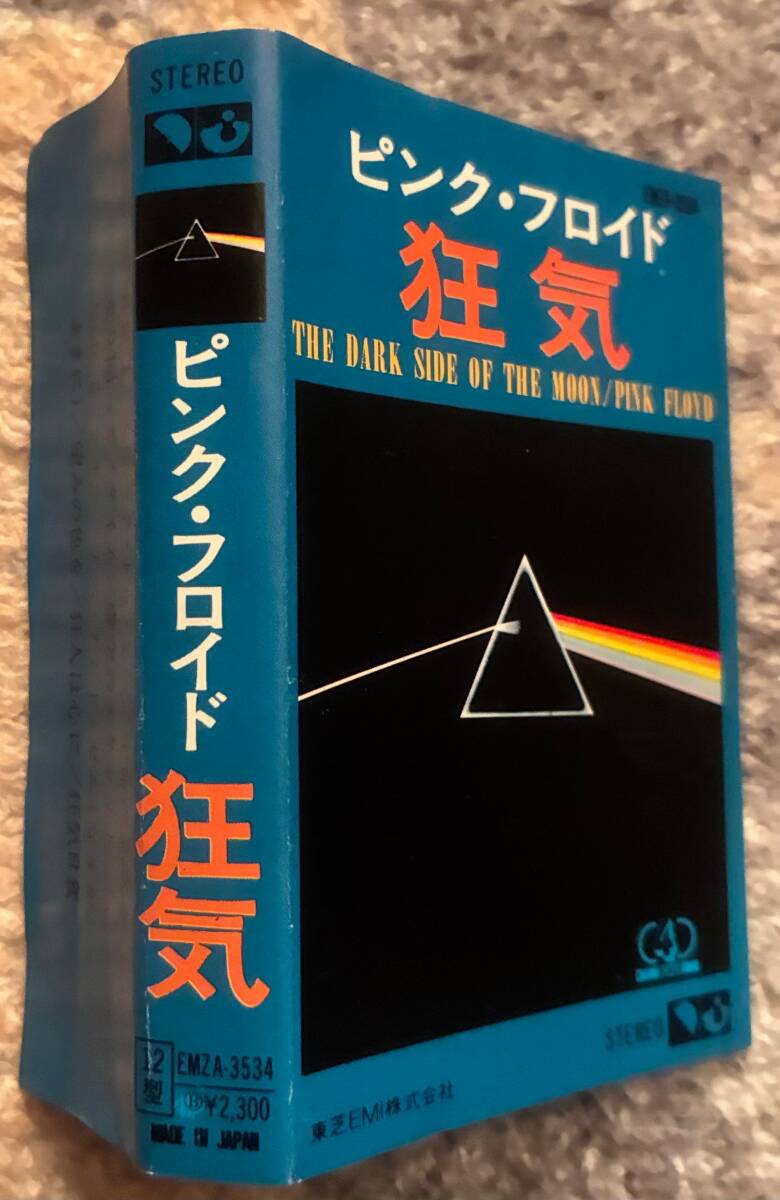 STEREO
ピンク・フロイド
狂気
12型
EMZA-3534
¥2,300
MADE IN JAPAN
ピンク・フロイド
狂気
THE DARK SIDE OF THE MOON/PINK FLOYD
STEREO
東芝EMI株式会社